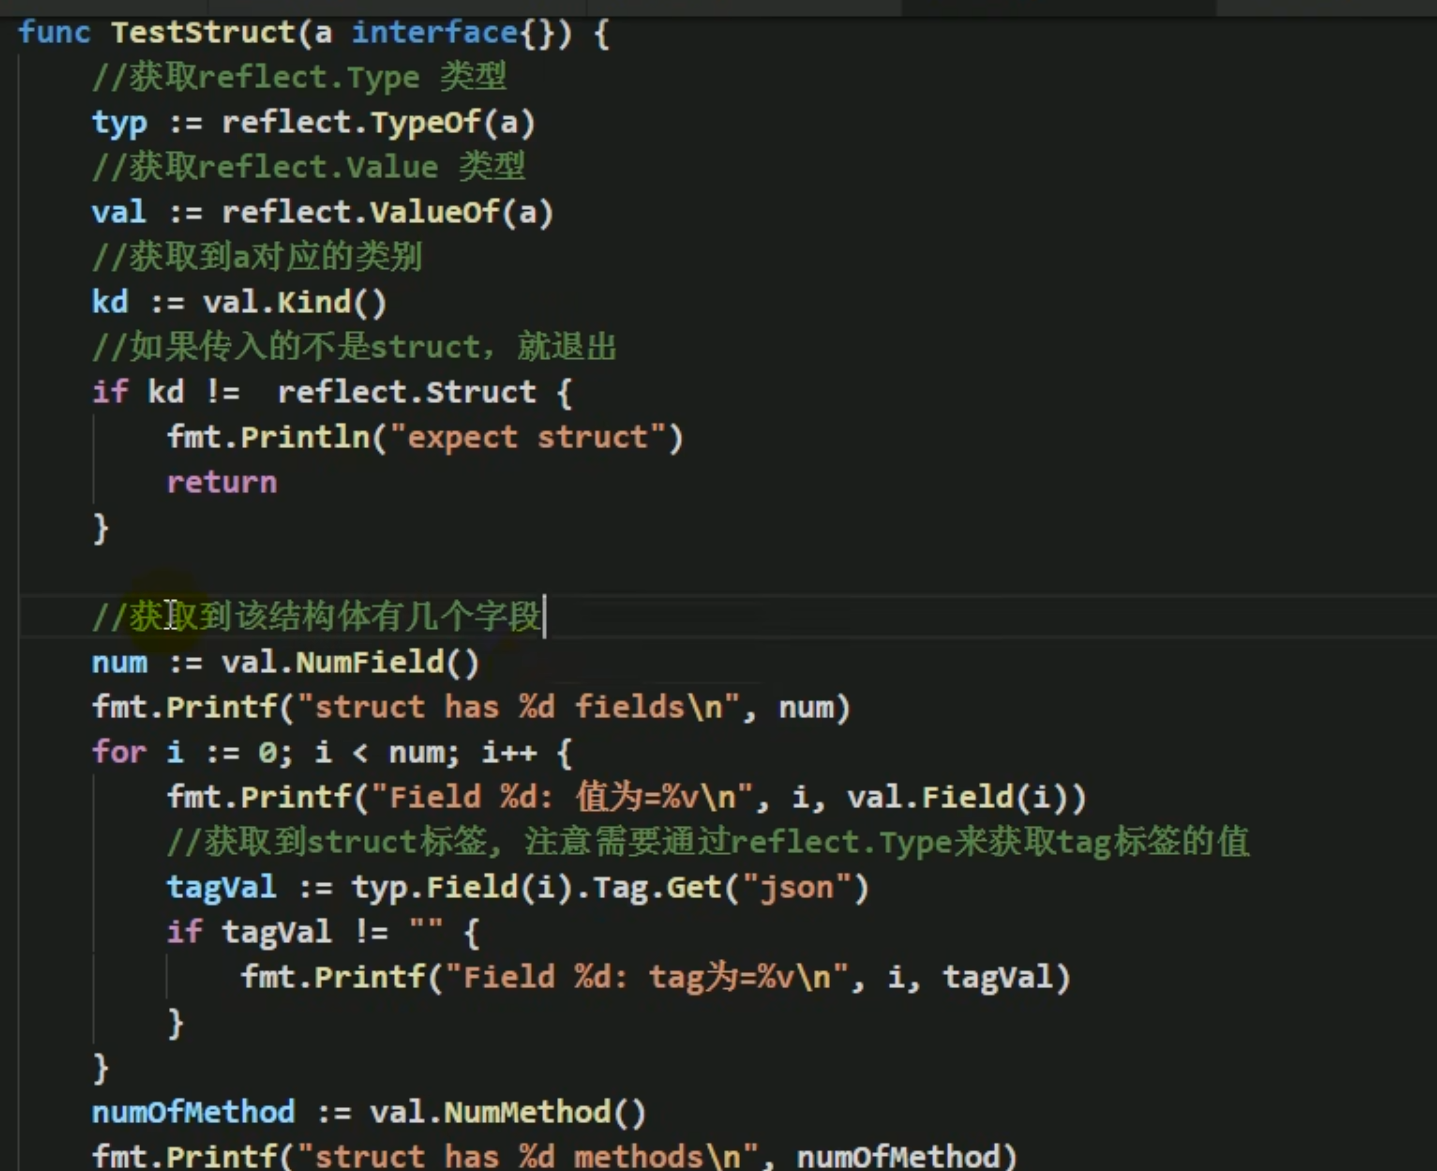 func TestStruct(a interface{}) {
//获取reflect.Type 类型
typ := reflect.TypeOf(a)
//获取reflect.Value 类型
val := reflect.ValueOf(a)
//获取到a对应的类别
kd := val.Kind()
//如果传入的不是struct，就退出
if kd !=  reflect.Struct {
fmt.Println("expect struct")
return
}
//获取到该结构体有几个字段
num := val.NumField()
fmt.Printf("struct has %d fields\n", num)
for i := 0; i < num; i++ {
fmt.Printf("Field %d: 值为=%v\n", i, val.Field(i))
//获取到struct标签, 注意需要通过reflect.Type来获取tag标签的值
tagVal := typ.Field(i).Tag.Get("json")
if tagVal != "" {
fmt.Printf("Field %d: tag为=%v\n", i, tagVal)
}
}
numOfMethod := val.NumMethod()
fmt.Printf("struct has %d methods\n", numOfMethod)